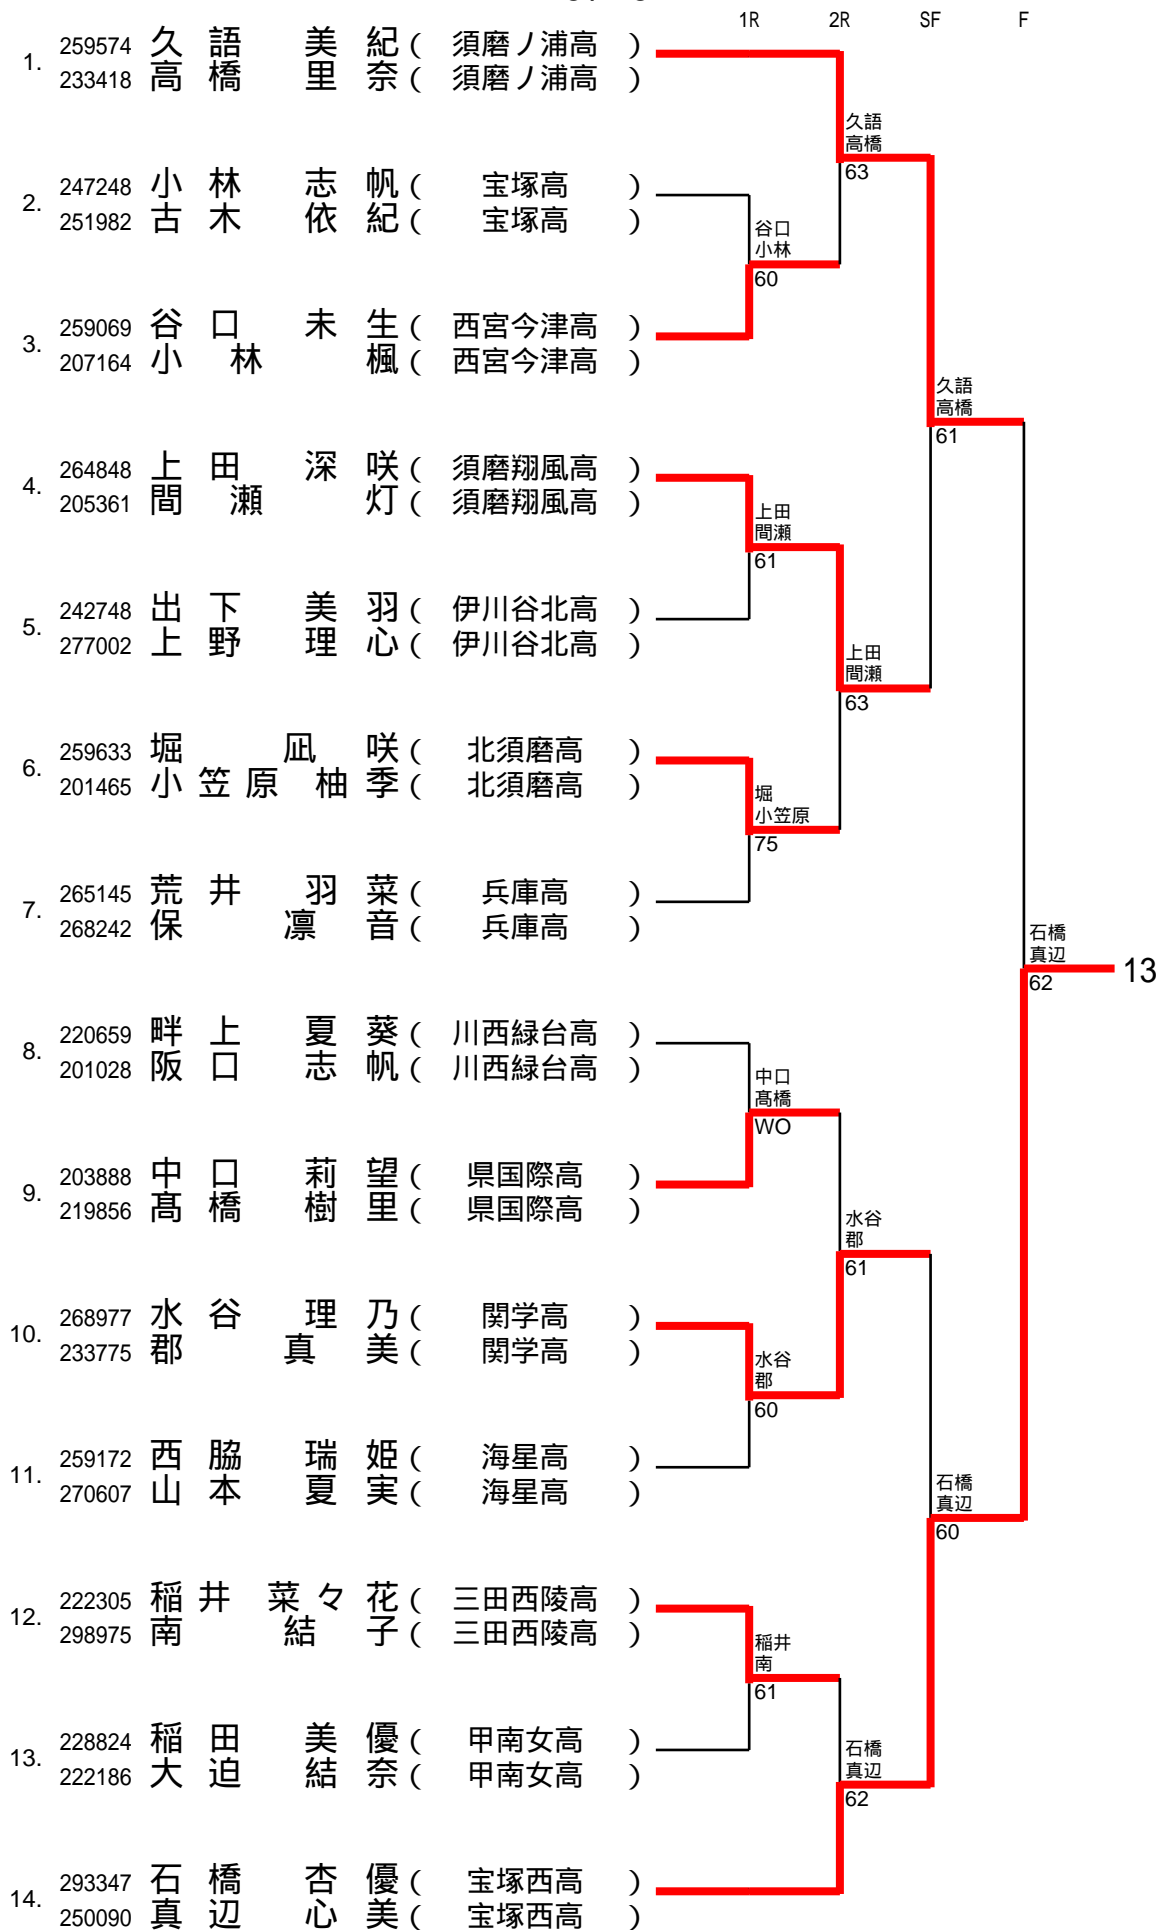 1R 2R SF F
1. 259574 久語 美紀 ( 須磨ノ浦高 )
233418 高橋 里奈 ( 須磨ノ浦高 )
久語
高橋
63
2. 247248 小林 志帆 ( 宝塚高 )
251982 古木 依紀 ( 宝塚高 )
谷口
小林
60
3. 259069 谷口 未生 ( 西宮今津高 )
207164 小林 楓 ( 西宮今津高 )
久語
高橋
61
4. 264848 上田 深咲 ( 須磨翔風高 )
205361 間瀬 灯 ( 須磨翔風高 )
上田
間瀬
61
5. 242748 出下 美羽 ( 伊川谷北高 )
277002 上野 理心 ( 伊川谷北高 )
上田
間瀬
63
6. 259633 堀 凪咲 ( 北須磨高 )
201465 小笠原 柚季 ( 北須磨高 )
堀
小笠原
75
7. 265145 荒井 羽菜 ( 兵庫高 )
268242 保 凛音 ( 兵庫高 )
石橋
真辺
62
13
8. 220659 畔上 夏葵 ( 川西緑台高 )
201028 阪口 志帆 ( 川西緑台高 )
中口
髙橋
WO
9. 203888 中口 莉望 ( 県国際高 )
219856 髙橋 樹里 ( 県国際高 )
水谷
郡
61
10. 268977 水谷 理乃 ( 関学高 )
233775 郡 真美 ( 関学高 )
水谷
郡
60
11. 259172 西脇 瑞姫 ( 海星高 )
270607 山本 夏実 ( 海星高 )
石橋
真辺
60
12. 222305 稲井 菜々花 ( 三田西陵高 )
298975 南 結子 ( 三田西陵高 )
稲井
南
61
13. 228824 稲田 美優 ( 甲南女高 )
222186 大迫 結奈 ( 甲南女高 )
石橋
真辺
62
14. 293347 石橋 杏優 ( 宝塚西高 )
250090 真辺 心美 ( 宝塚西高 )